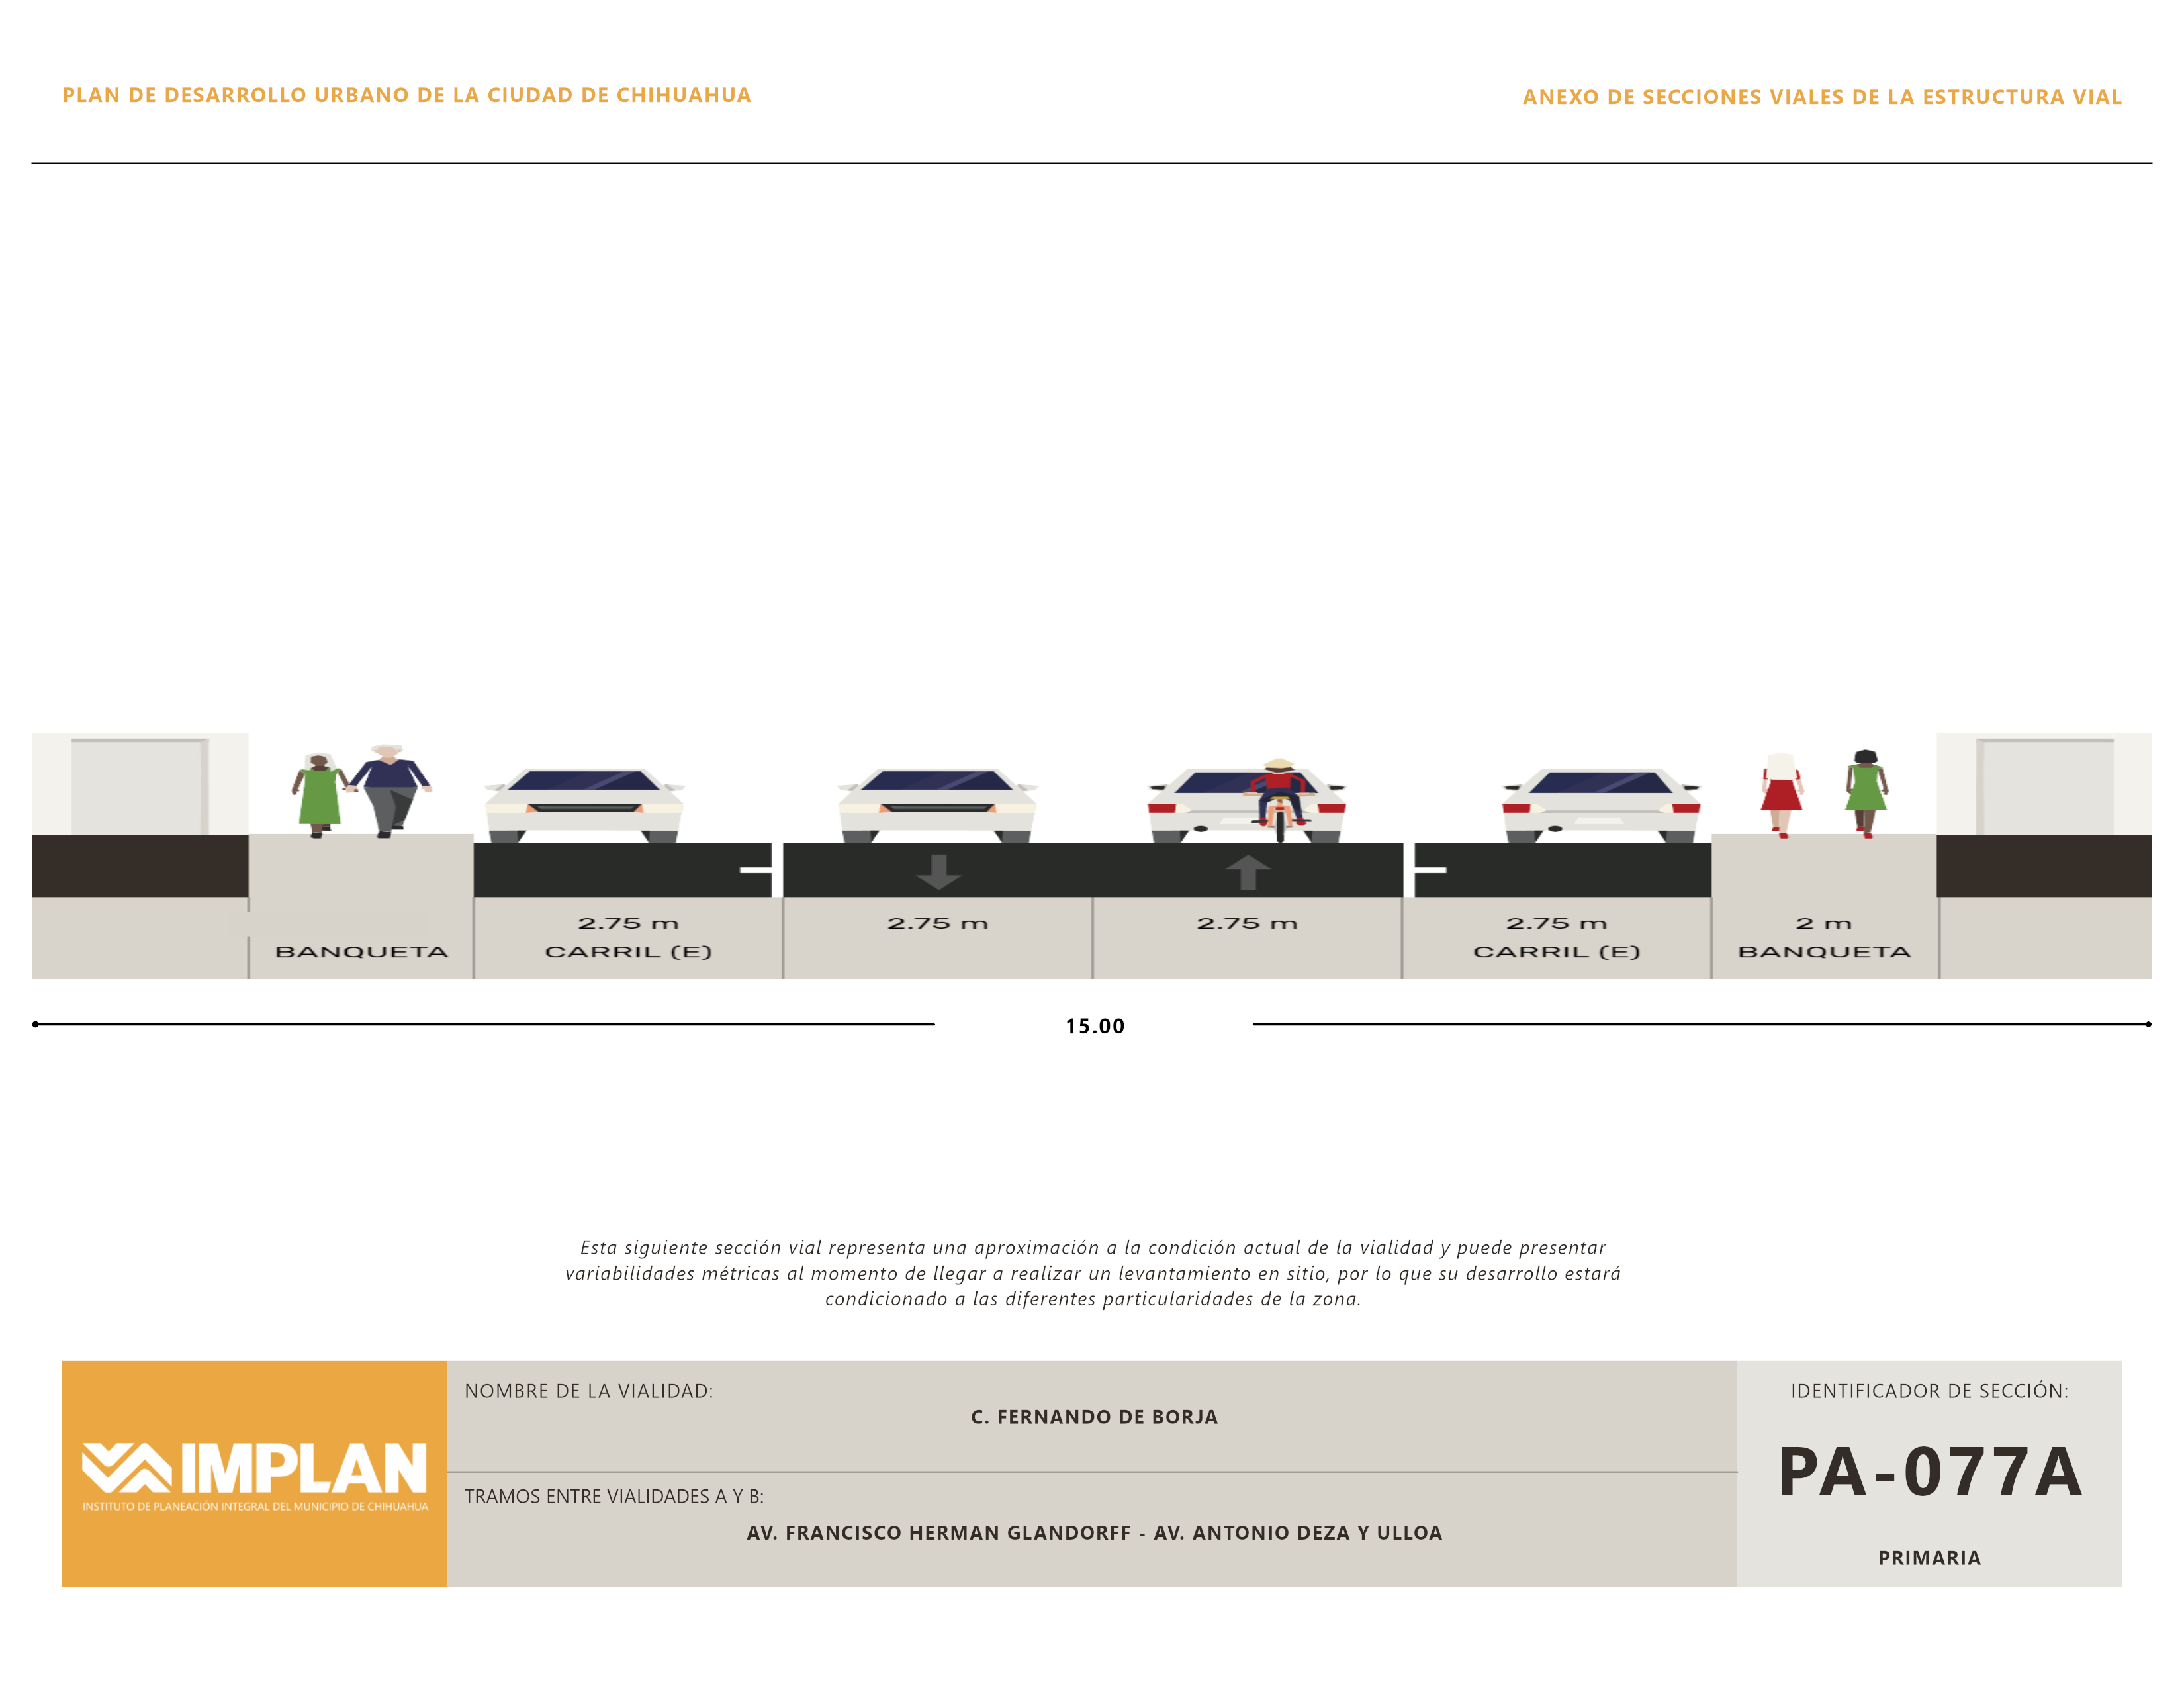 PLAN DE DESARROLLO URBANO DE LA CIUDAD DE CHIHUAHUA
ANEXO DE SECCIONES VIALES DE LA ESTRUCTURA VIAL
2.75 m
2.75 m
2.75 m
2.75 m
2 m
BANQUETA
CARRIL (E)
CARRIL (E)
BANQUETA
15.00
Esta siguiente sección vial representa una aproximación a la condición actual de la vialidad y puede presentar
variabilidades métricas al momento de llegar a realizar un levantamiento en sitio, por lo que su desarrollo estará
condicionado a las diferentes particularidades de la zona.
IMPLAN
INSTITUTO DE PLANEACIÓN INTEGRAL DEL MUNICIPIO DE CHIHUAHUA
NOMBRE DE LA VIALIDAD:
C. FERNANDO DE BORJA
TRAMOS ENTRE VIALIDADES A Y B:
AV. FRANCISCO HERMAN GLANDORFF - AV. ANTONIO DEZA Y ULLOA
IDENTIFICADOR DE SECCIÓN:
PA-077A
PRIMARIA